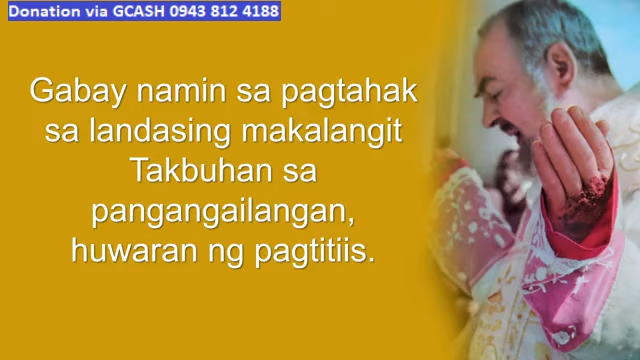 Donation via GCASH 0943 812 4188
Gabay namin sa pagtahak
sa landasing makalangit
Takbuhan sa
pangangailangan,
huwaran ng pagtitiis.